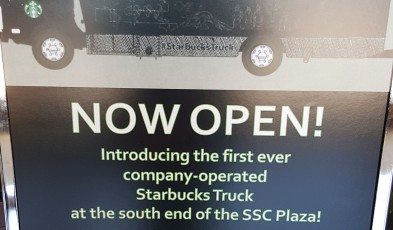 #StarbucksTruck
NOW OPEN!
Introducing the first ever
company-operated
Starbucks Truck
at the south end of the SSC Plaza!